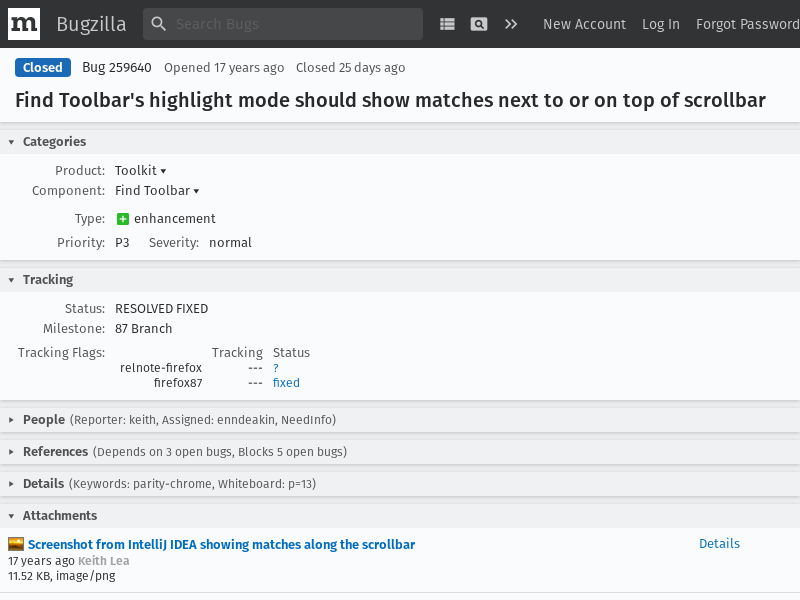 m Bugzilla Search Bugs New Account Log In Forgot Password
Closed Bug 259640 Opened 17 years ago Closed 25 days ago
Find Toolbar's highlight mode should show matches next to or on top of scrollbar
Categories
Product: Toolkit
Component: Find Toolbar
Type: enhancement
Priority: P3 Severity: normal
Tracking
Status: RESOLVED FIXED
Milestone: 87 Branch
Tracking Flags: Tracking Status
relnote-firefox --- ?
firefox87 --- fixed
People (Reporter: keith, Assigned: enndeakin, NeedInfo)
References (Depends on 3 open bugs, Blocks 5 open bugs)
Details (Keywords: parity-chrome, Whiteboard: p=13)
Attachments
Screenshot from IntelliJ IDEA showing matches along the scrollbar Details
17 years ago Keith Lea
11.52 KB, image/png